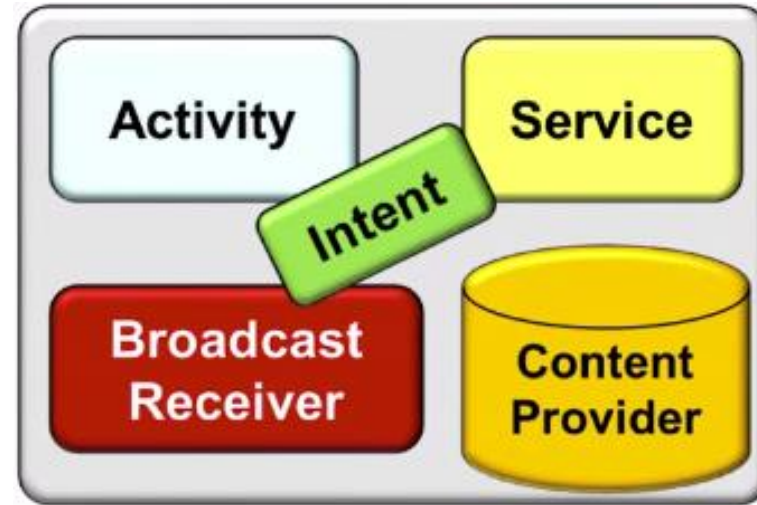 Activity
Service
Intent
Broadcast
Receiver
Content
Provider